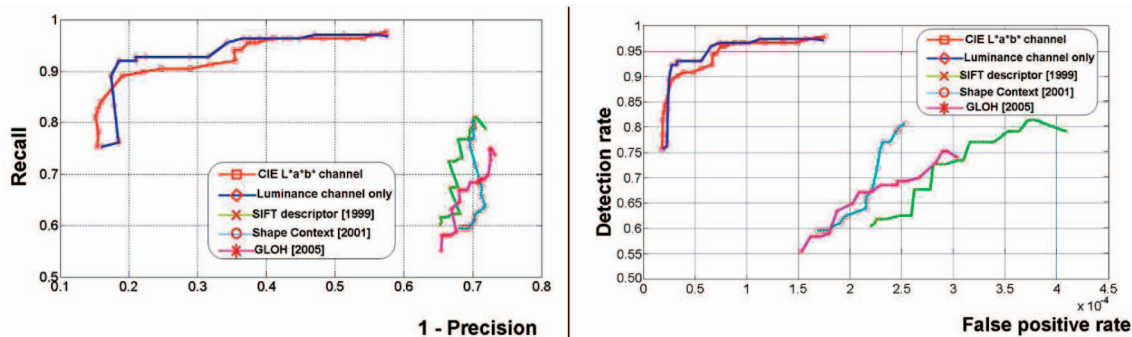 1
0.9
0.8
0.7
0.6
0.5
0.1
0.2
0.3
0.4
0.5
0.6
0.7
0.8
Recall
1 - Precision
CIE L*a*b* channel
Luminance channel only
SIFT descriptor [1999]
Shape Context [2001]
GLOH [2005]
1
0.95
0.90
0.85
0.8
0.75
0.70
0.65
0.60
0.55
0.50
0
0.5
1
1.5
2
2.5
3
3.5
4
4.5
x 10⁻⁴
Detection rate
False positive rate
CIE L*a*b* channel
Luminance channel only
SIFT descriptor [1999]
Shape Context [2001]
GLOH [2005]